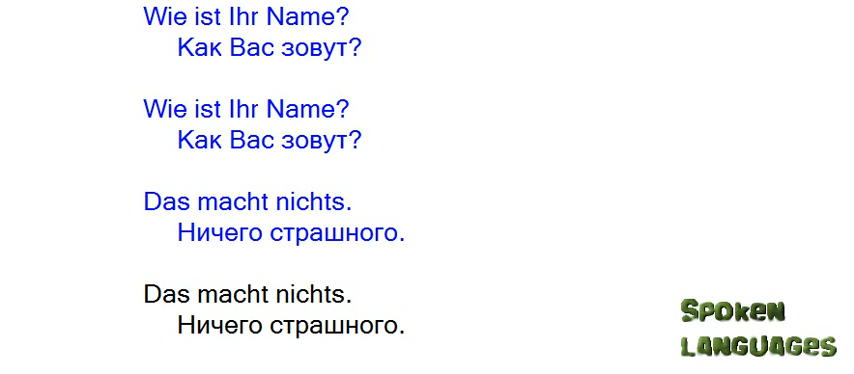 Wie ist Ihr Name?
Как Вас зовут?
Wie ist Ihr Name?
Как Вас зовут?
Das macht nichts.
Ничего страшного.
Das macht nichts.
Ничего страшного.
Spoken
Languages